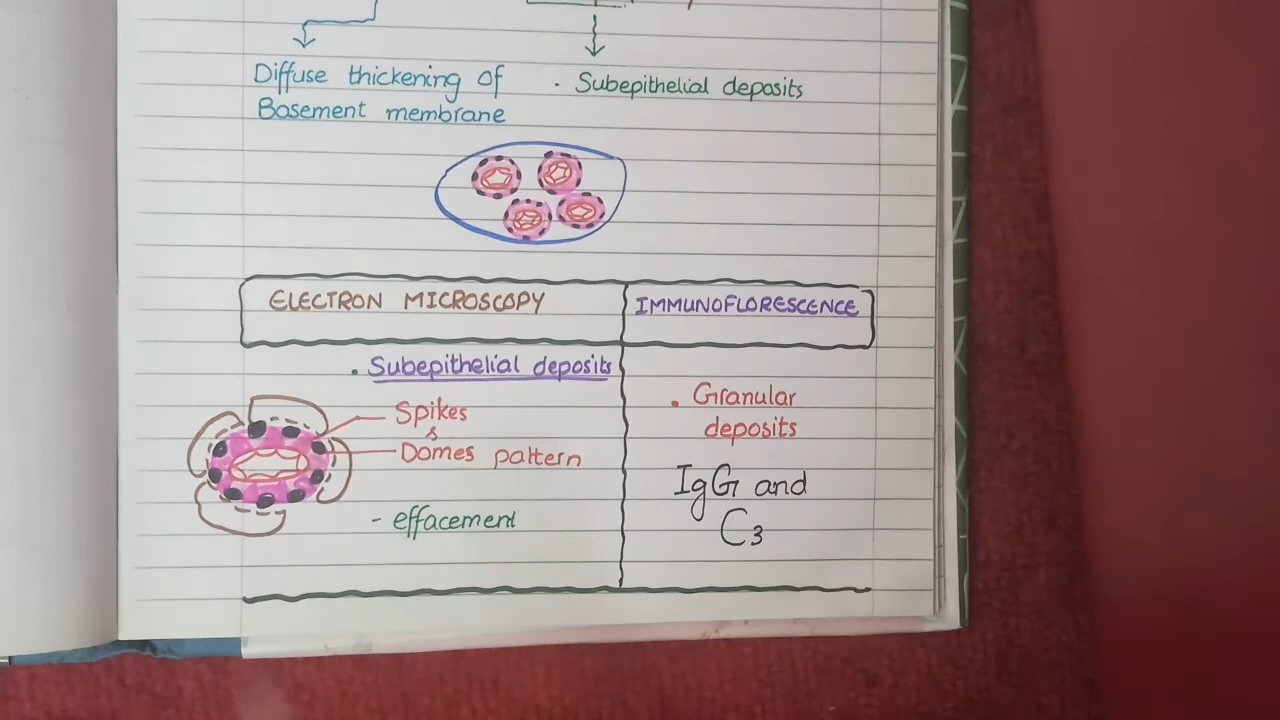 Diffuse thickening of
Basement membrane
. Subepithelial deposits
ELECTRON MICROSCOPY
IMMUNOFLORESCENCE
. Subepithelial deposits
Spikes
&
Domes pattern
- effacement
. Granular
deposits
IgG and
C3